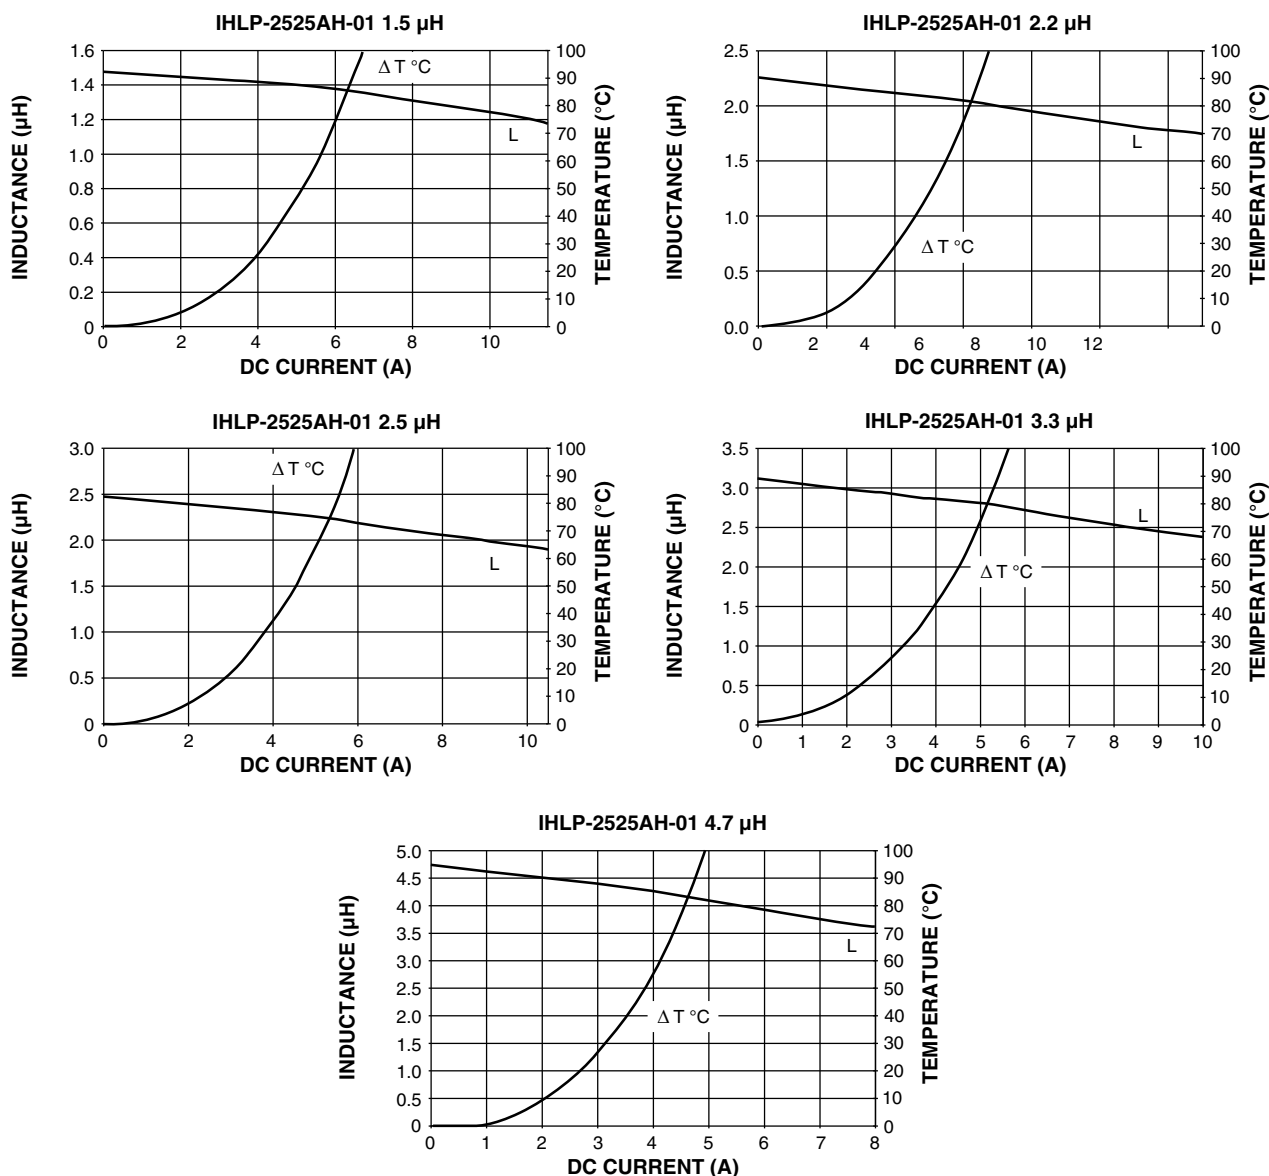 IHLP-2525AH-01 1.5 µH
INDUCTANCE (µH)
1.6
1.4
1.2
1.0
0.8
0.6
0.4
0.2
0
Δ T °C
L
100
90
80
70
60
50
40
30
20
10
0
TEMPERATURE (°C)
0 2 4 6 8 10
DC CURRENT (A)
IHLP-2525AH-01 2.2 µH
INDUCTANCE (µH)
2.5
2.0
1.5
1.0
0.5
0.0
L
Δ T °C
100
90
80
70
60
50
40
30
20
10
0
TEMPERATURE (°C)
0 2 4 6 8 10 12
DC CURRENT (A)
IHLP-2525AH-01 2.5 µH
INDUCTANCE (µH)
3.0
2.5
2.0
1.5
1.0
0.5
0
Δ T °C
L
100
90
80
70
60
50
40
30
20
10
0
TEMPERATURE (°C)
0 2 4 6 8 10
DC CURRENT (A)
IHLP-2525AH-01 3.3 µH
INDUCTANCE (µH)
3.5
3.0
2.5
2.0
1.5
1.0
0.5
0
L
Δ T °C
100
90
80
70
60
50
40
30
20
10
0
TEMPERATURE (°C)
0 1 2 3 4 5 6 7 8 9 10
DC CURRENT (A)
IHLP-2525AH-01 4.7 µH
INDUCTANCE (µH)
5.0
4.5
4.0
3.5
3.0
2.5
2.0
1.5
1.0
0.5
0
L
Δ T °C
100
90
80
70
60
50
40
30
20
10
0
TEMPERATURE (°C)
0 1 2 3 4 5 6 7 8
DC CURRENT (A)